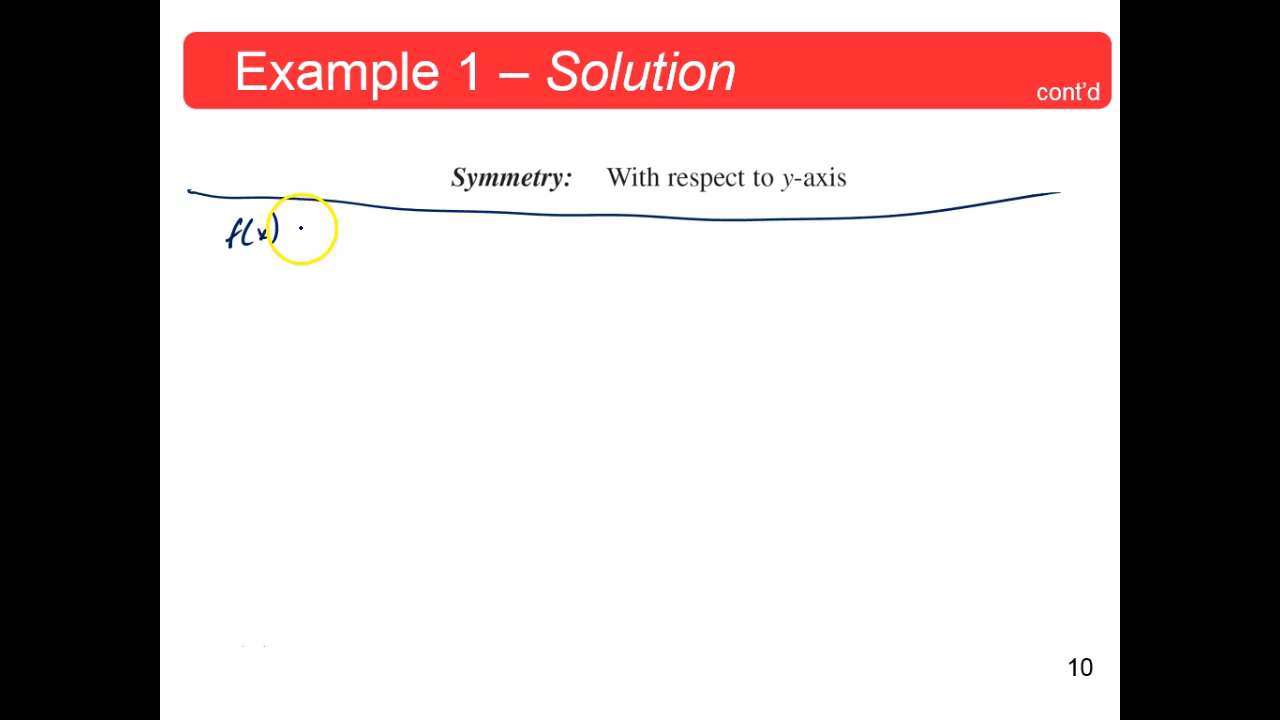 Example 1 – Solution
cont'd
Symmetry: With respect to y-axis
f(x)
10